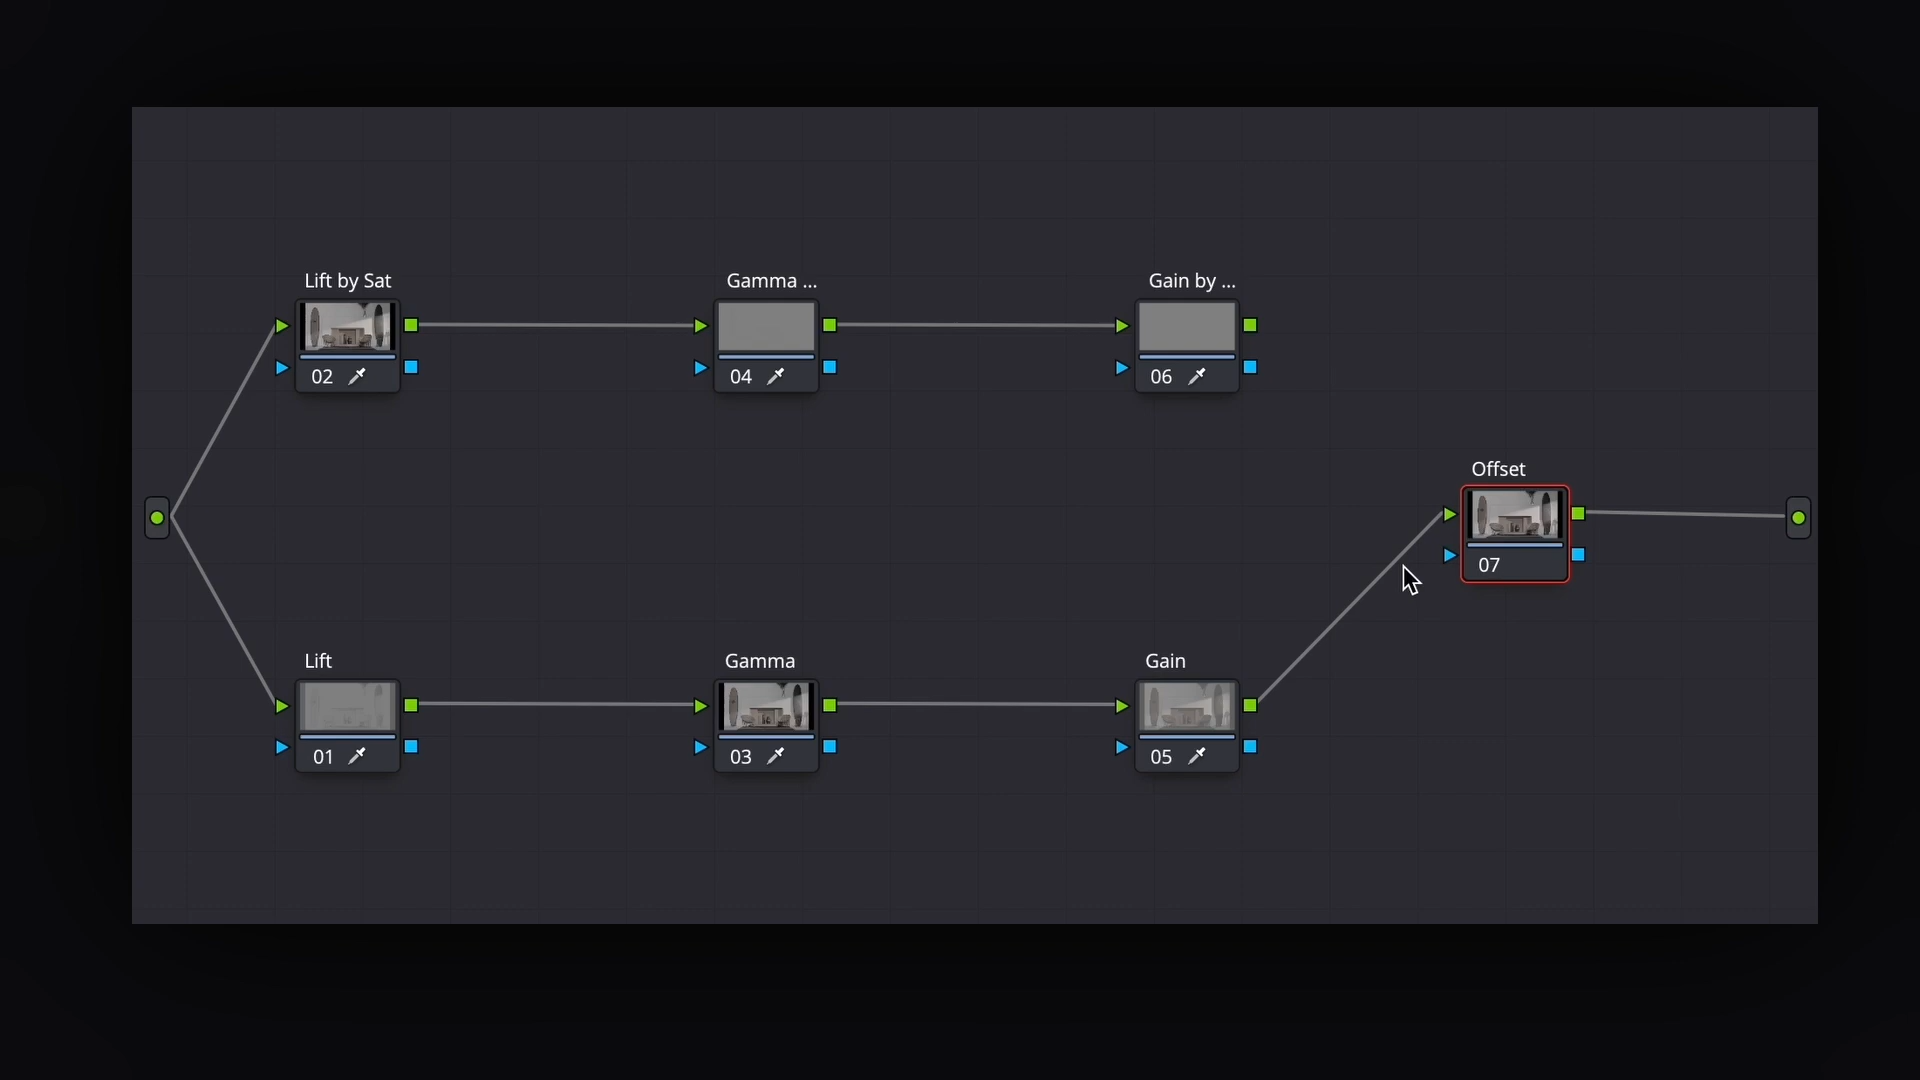 Lift by Sat
Gamma ...
Gain by ...
02
04
06
Offset
07
Lift
Gamma
Gain
01
03
05